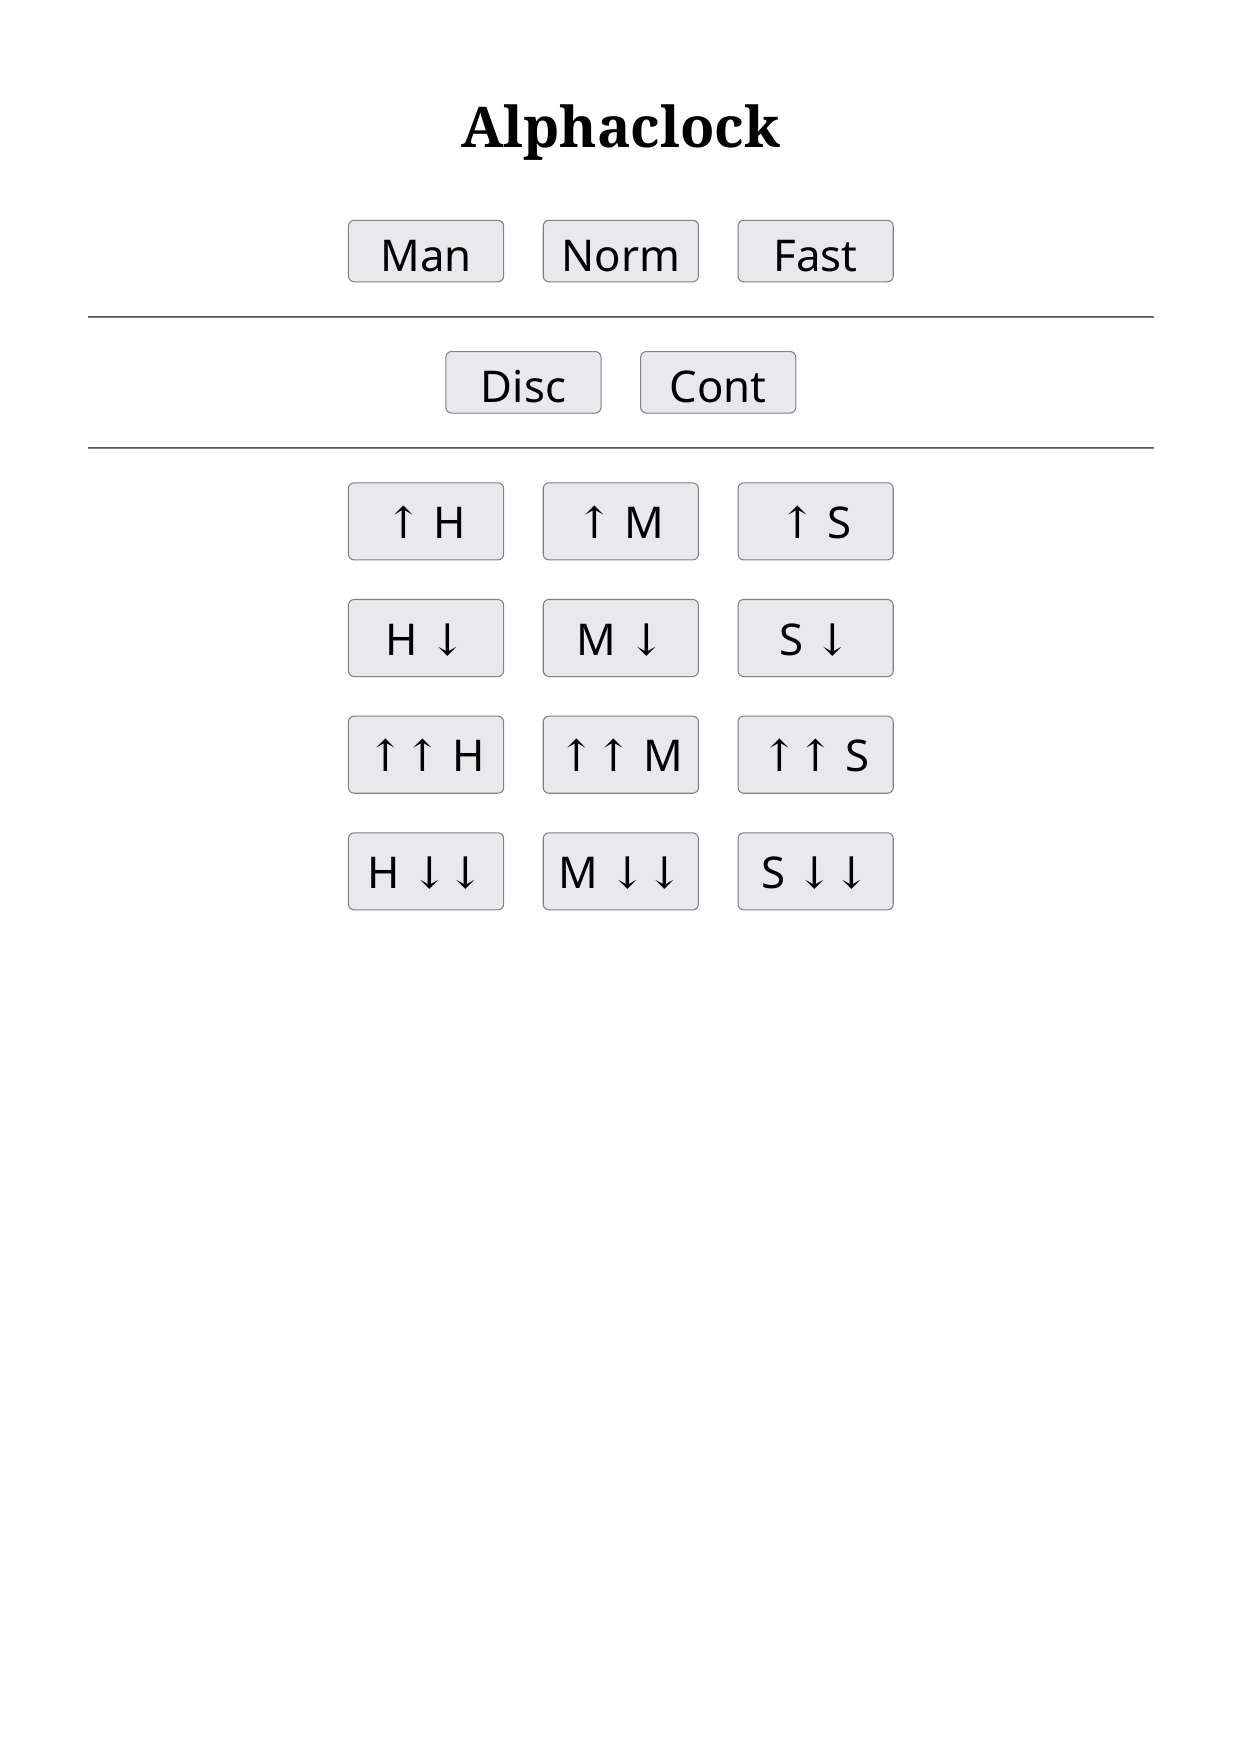 Alphaclock
Man Norm Fast
Disc Cont
↑ H ↑ M ↑ S
H ↓ M ↓ S ↓
↑↑ H ↑↑ M ↑↑ S
H ↓↓ M ↓↓ S ↓↓